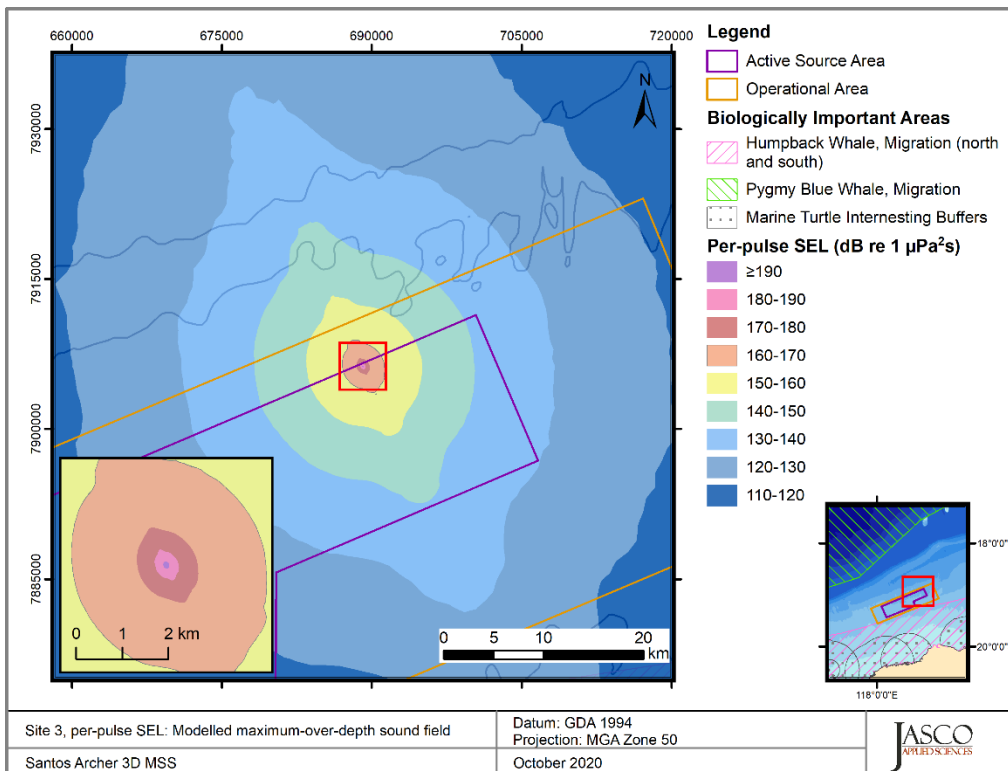 660000 675000 690000 705000 720000
7930000
7915000
7900000
7885000
N
0 1 2 km
0 5 10 20
km
Legend
Active Source Area
Operational Area
Biologically Important Areas
Humpback Whale, Migration (north
and south)
Pygmy Blue Whale, Migration
Marine Turtle Internesting Buffers
Per-pulse SEL (dB re 1 µPa²s)
≥190
180-190
170-180
160-170
150-160
140-150
130-140
120-130
110-120
18°0'0"
20°0'0"
118°0'0"E
Site 3, per-pulse SEL: Modelled maximum-over-depth sound field
Santos Archer 3D MSS
Datum: GDA 1994
Projection: MGA Zone 50
October 2020
JASCO
APPLIED SCIENCES